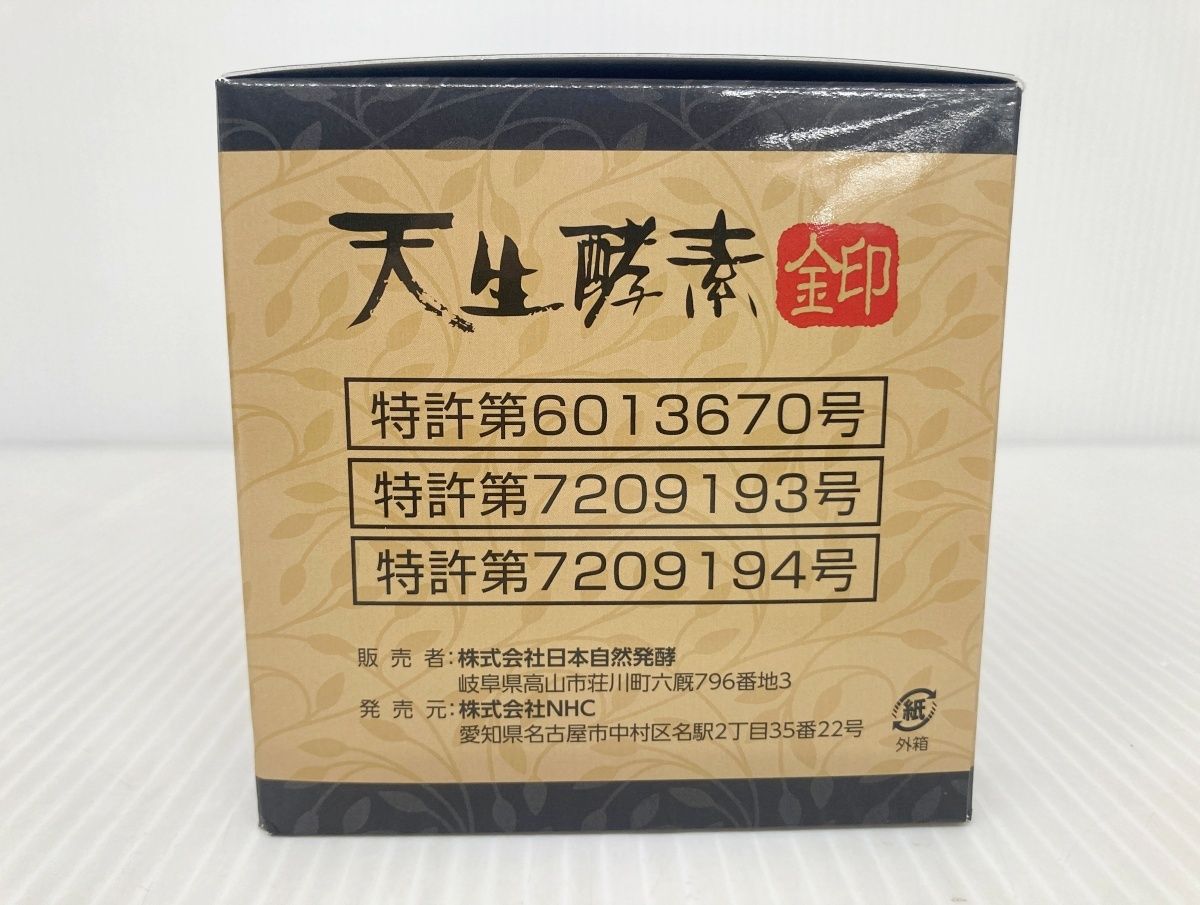 天生酵素 金印
特許第6013670号
特許第7209193号
特許第7209194号
販売者:株式会社日本自然発酵
岐阜県高山市荘川町六厩796番地3
発売元:株式会社NHC
愛知県名古屋市中村区名駅2丁目35番22号
紙
外箱